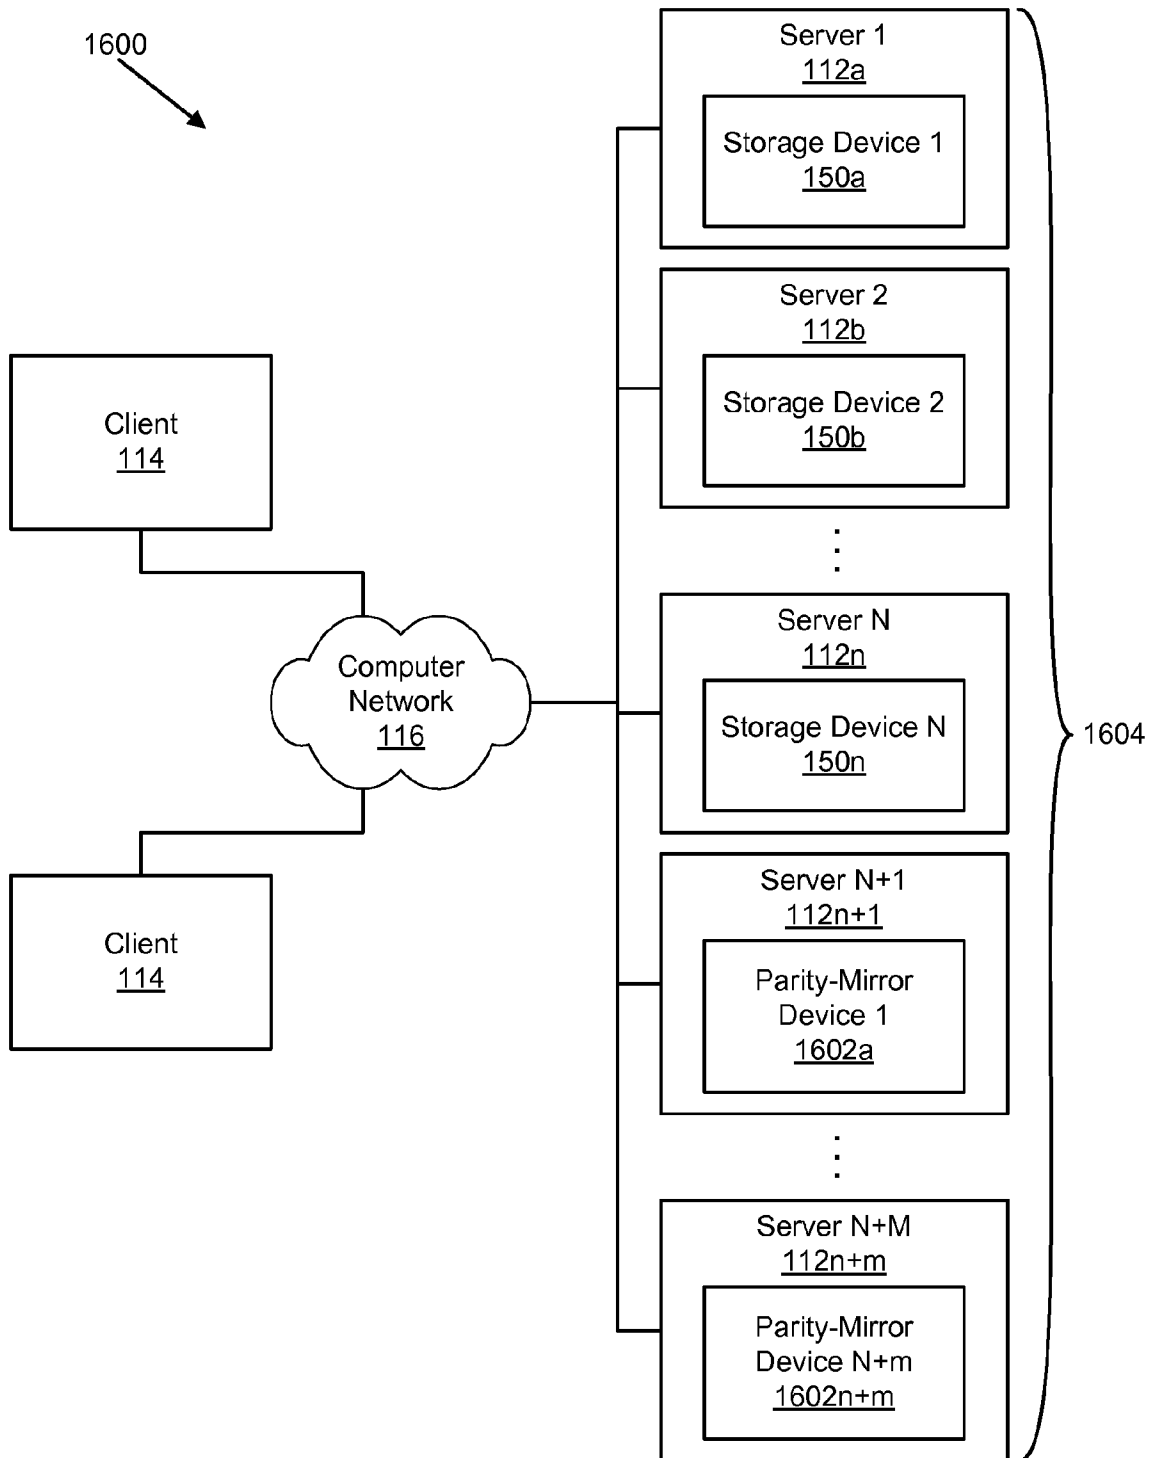 1600
Server 1
112a
Storage Device 1
150a
Server 2
112b
Storage Device 2
150b
Client
114
Server N
112n
Storage Device N
150n
Computer
Network
116
1604
Server N+1
112n+1
Parity-Mirror
Device 1
1602a
Client
114
Server N+M
112n+m
Parity-Mirror
Device N+m
1602n+m